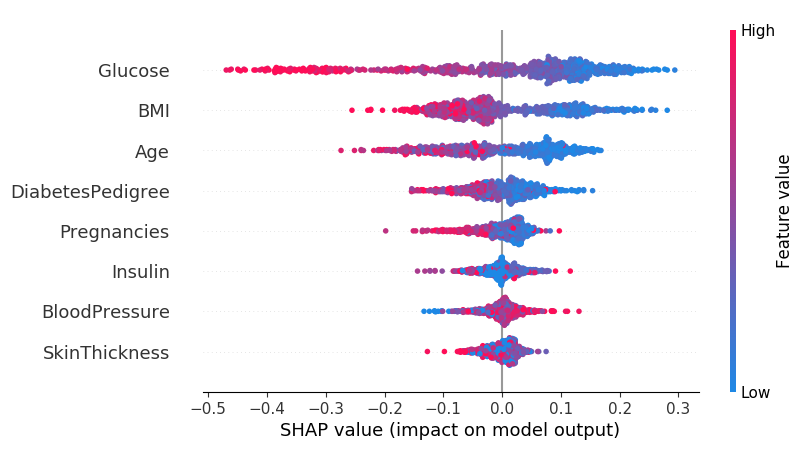 High
Glucose
BMI
Age
DiabetesPedigree
Pregnancies
Insulin
BloodPressure
SkinThickness
Feature value
Low
−0.5 −0.4 −0.3 −0.2 −0.1 0.0 0.1 0.2 0.3
SHAP value (impact on model output)